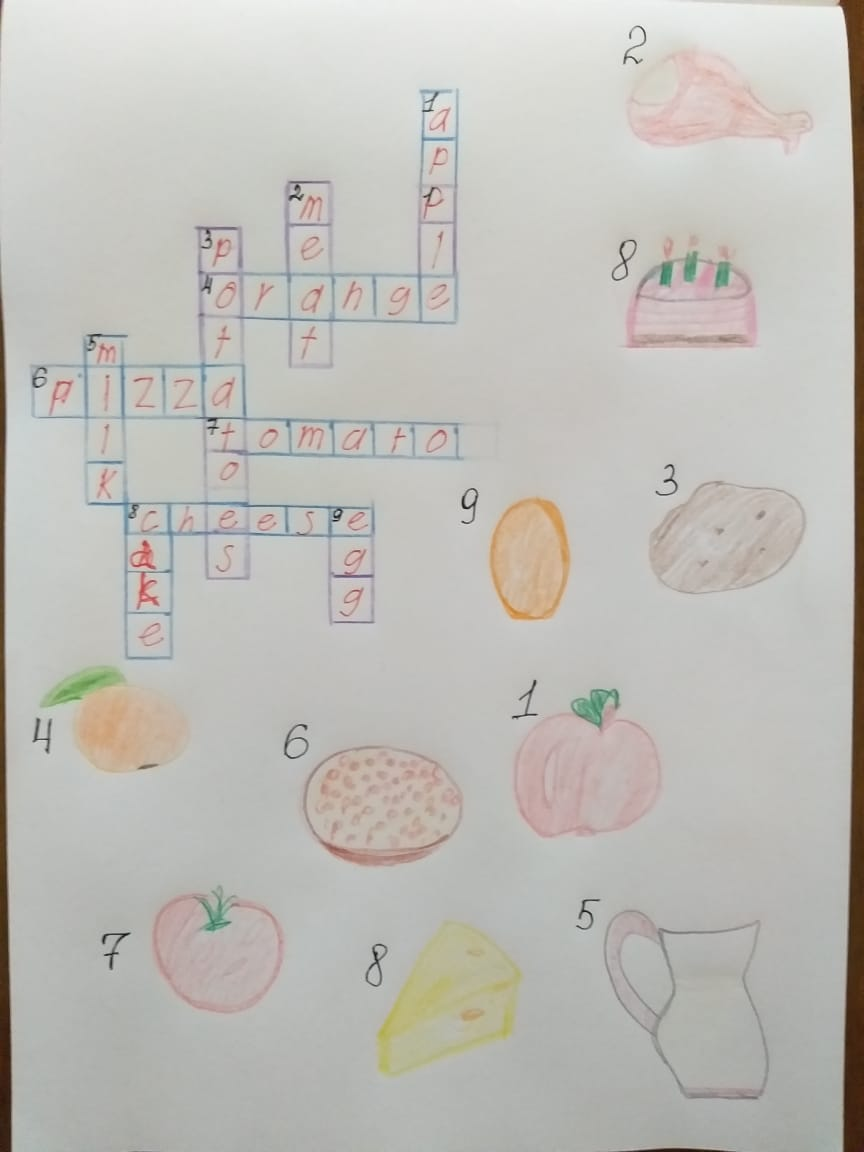 2
1 apple
2 meat
8
3 potatoes
4 orange
5 milk
6 pizza
7 tomato
9
3
8 cheese
9 egg
8 cake
4
6
1
7
8
5